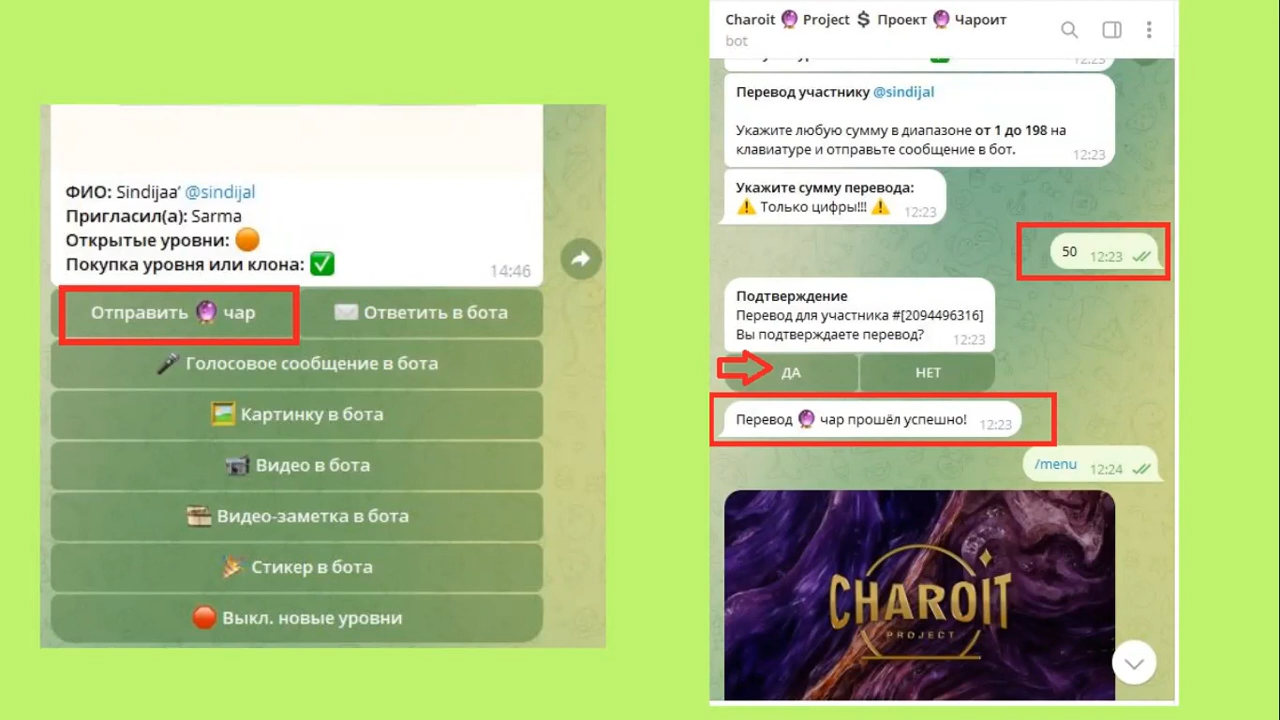 ФИО: Sindijaa’ @sindijal
Пригласил(а): Sarma
Открытые уровни:
Покупка уровня или клона:
14:46
Отправить чар
Ответить в бота
Голосовое сообщение в бота
Картинку в бота
Видео в бота
Видео-заметка в бота
Стикер в бота
Выкл. новые уровни
Charoit Project $ Проект Чароит
bot
12:23
Перевод участнику @sindijal
Укажите любую сумму в диапазоне от 1 до 198 на
клавиатуре и отправьте сообщение в бот.
12:23
Укажите сумму перевода:
Только цифры!!!
12:23
50 12:23
Подтверждение
Перевод для участника #[2094496316]
Вы подтверждаете перевод?
12:23
ДА
НЕТ
Перевод чар прошёл успешно! 12:23
/menu 12:24
CHAROIT
PROJECT